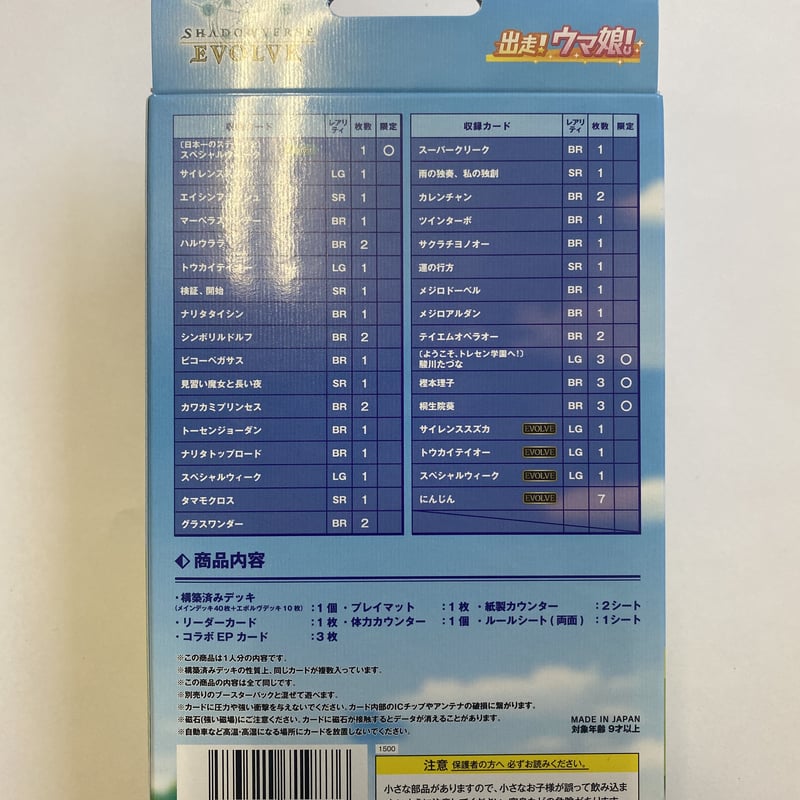 SHADOWVERSE
EVOLVE
出走!ウマ娘!
収録カード レアリティ 枚数 限定
スペシャルウィーク 1 ○
サイレンススズカ LG 1
SR 1
BR 1
ハルウララ BR 2
トウカイテイオー LG 1
検証、開始 SR 1
ナリタタイシン BR 1
シンボリルドルフ BR 2
ビコーペガサス BR 1
見習い魔女と長い夜 SR 1
カワカミプリンセス BR 2
トーセンジョーダン BR 1
ナリタトップロード BR 1
スペシャルウィーク LG 1
タマモクロス SR 1
グラスワンダー BR 2
収録カード レアリティ 枚数 限定
スーパークリーク BR 1
雨の独奏、私の独創 SR 1
カレンチャン BR 2
ツインターボ BR 1
サクラチヨノオー BR 1
運の行方 SR 1
メジロドーベル BR 1
メジロアルダン BR 1
テイエムオペラオー BR 2
〔ようこそ、トレセン学園へ!〕
駿川たづな LG 3 ○
樫本理子 BR 3 ○
桐生院葵 BR 3 ○
サイレンススズカ EVOLVE LG 1
トウカイテイオー EVOLVE LG 1
スペシャルウィーク EVOLVE LG 1
にんじん EVOLVE 7
商品内容
・構築済みデッキ
(メインデッキ40枚+エボルヴデッキ10枚) :1個 ・プレイマット :1枚 ・紙製カウンター :2シート
・リーダーカード :1枚 ・体力カウンター :1個 ・ルールシート(両面) :1シート
・コラボEPカード :3枚
※この商品は1人分の内容です。
※構築済みデッキの性質上、同じカードが複数入っています。
※この商品の内容は全て同じです。
※別売りのブースターパックと混ぜて遊べます。
※カードに圧力や強い衝撃を与えないでください。カード内部のICチップやアンテナの破損に繋がります。
※磁石(強い磁場)にご注意ください。カードに磁石が接触するとデータが消えることがあります。
※自動車など高温・高湿になる場所にカードを放置しないでください。
MADE IN JAPAN
対象年齢 9才以上
1500
注意 保護者の方へ 必ずお読みください。
小さな部品がありますので、小さなお子様が誤って飲み込ま